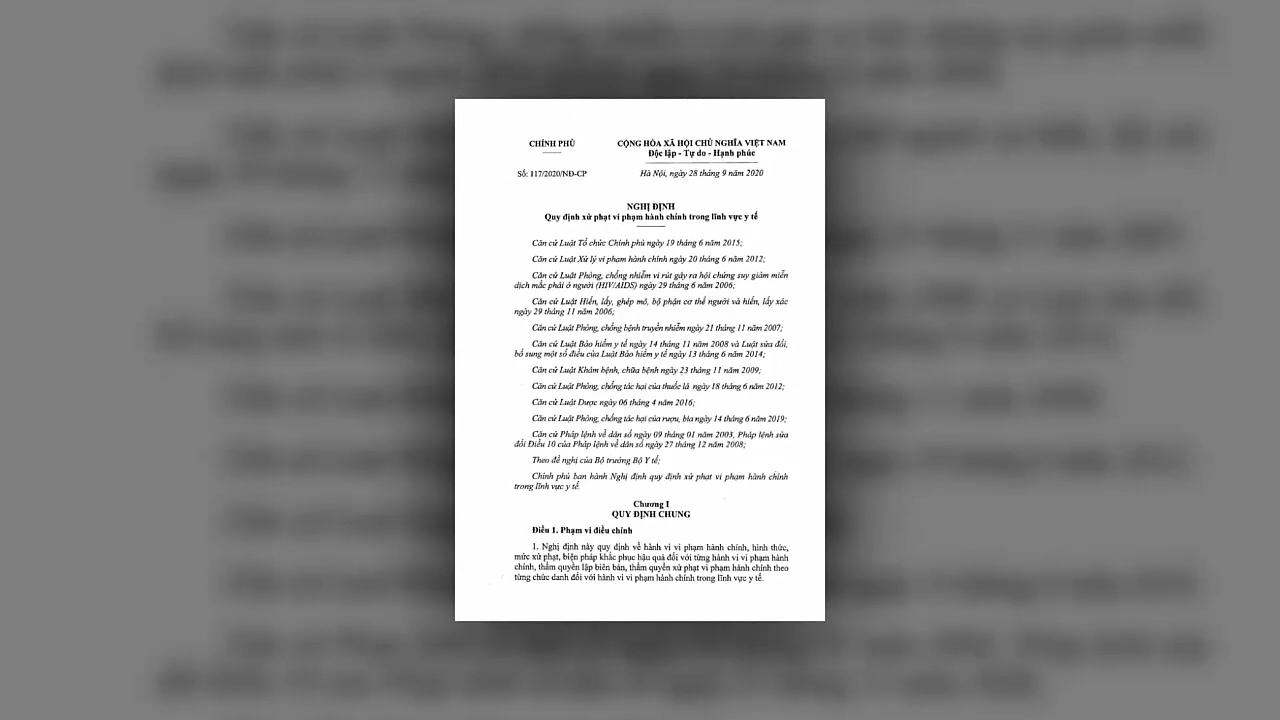 CHÍNH PHỦ
CỘNG HÒA XÃ HỘI CHỦ NGHĨA VIỆT NAM
Độc lập - Tự do - Hạnh phúc
Số: 117/2020/NĐ-CP
Hà Nội, ngày 28 tháng 9 năm 2020
NGHỊ ĐỊNH
Quy định xử phạt vi phạm hành chính trong lĩnh vực y tế
Căn cứ Luật Tổ chức Chính phủ ngày 19 tháng 6 năm 2015;
Căn cứ Luật Xử lý vi phạm hành chính ngày 20 tháng 6 năm 2012;
Căn cứ Luật Phòng, chống nhiễm vi rút gây ra hội chứng suy giảm miễn
dịch mắc phải ở người (HIV/AIDS) ngày 29 tháng 6 năm 2006;
Căn cứ Luật Hiến, lấy, ghép mô, bộ phận cơ thể người và hiến, lấy xác
ngày 29 tháng 11 năm 2006;
Căn cứ Luật Phòng, chống bệnh truyền nhiễm ngày 21 tháng 11 năm 2007;
Căn cứ Luật Bảo hiểm y tế ngày 14 tháng 11 năm 2008 và Luật sửa đổi,
bổ sung một số điều của Luật Bảo hiểm y tế ngày 13 tháng 6 năm 2014;
Căn cứ Luật Khám bệnh, chữa bệnh ngày 23 tháng 11 năm 2009;
Căn cứ Luật Phòng, chống tác hại của thuốc lá ngày 18 tháng 6 năm 2012;
Căn cứ Luật Dược ngày 06 tháng 4 năm 2016;
Căn cứ Luật Phòng, chống tác hại của rượu, bia ngày 14 tháng 6 năm 2019;
Căn cứ Pháp lệnh về dân số ngày 09 tháng 01 năm 2003, Pháp lệnh sửa
đổi Điều 10 của Pháp lệnh về dân số ngày 27 tháng 12 năm 2008;
Theo đề nghị của Bộ trưởng Bộ Y tế;
Chính phủ ban hành Nghị định quy định xử phạt vi phạm hành chính
trong lĩnh vực y tế.
Chương I
QUY ĐỊNH CHUNG
Điều 1. Phạm vi điều chỉnh
1. Nghị định này quy định về hành vi vi phạm hành chính, hình thức,
mức xử phạt, biện pháp khắc phục hậu quả đối với từng hành vi vi phạm hành
chính, thẩm quyền lập biên bản, thẩm quyền xử phạt vi phạm hành chính theo
từng chức danh đối với hành vi vi phạm hành chính trong lĩnh vực y tế.